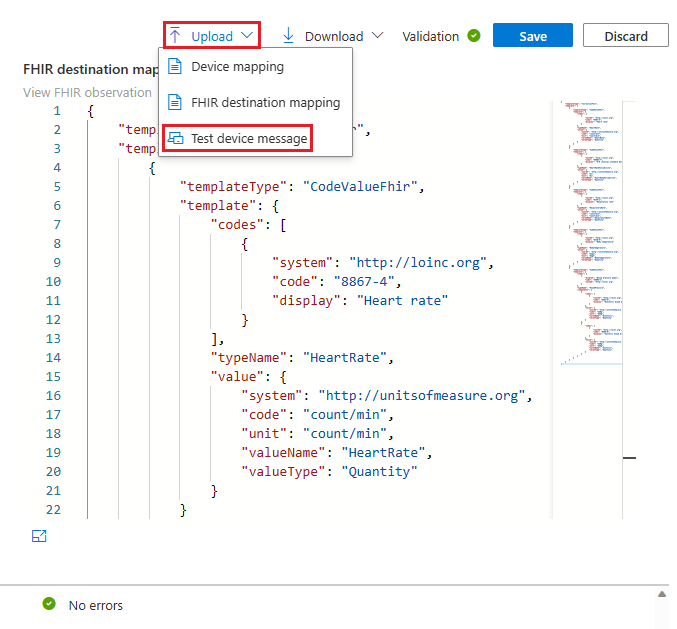 Upload Download Validation Save Discard
Device mapping
FHIR destination map
View FHIR observation
FHIR destination mapping
Test device message
1 {
2 "temp r",
3 "temp
4 {
5 "templateType": "CodeValueFhir",
6 "template": {
7 "codes": [
8 {
9 "system": "http://loinc.org",
10 "code": "8867-4",
11 "display": "Heart rate"
12 }
13 ],
14 "typeName": "HeartRate",
15 "value": {
16 "system": "http://unitsofmeasure.org",
17 "code": "count/min",
18 "unit": "count/min",
19 "valueName": "HeartRate",
20 "valueType": "Quantity"
21 }
22 }
No errors